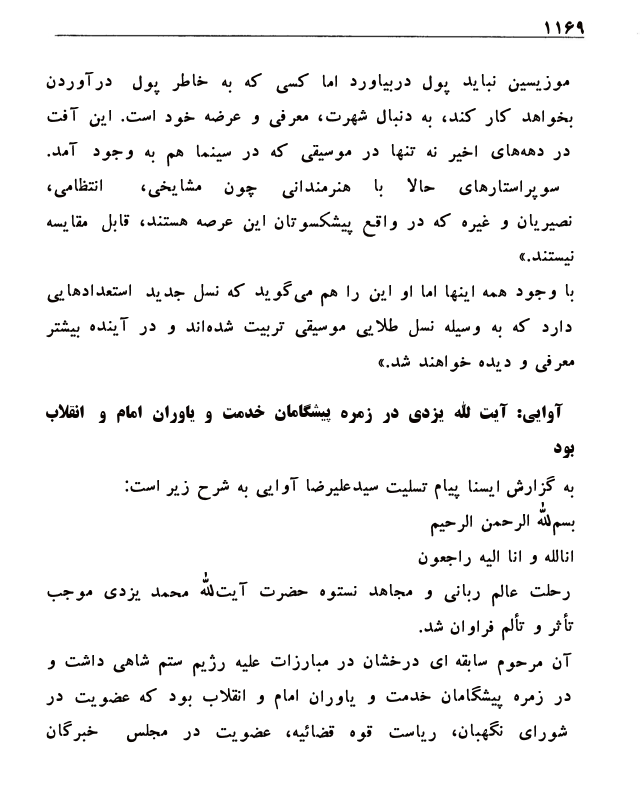 ۱۱۶۹
موزیسین نباید پول دربیاورد اما کسی که به خاطر پول درآوردن
بخواهد کار کند، به دنبال شهرت، معرفی و عرضه خود است. این آفت
در دهه‌های اخیر نه تنها در موسیقی که در سینما هم به وجود آمد.
سوپراستارهای حالا با هنرمندانی چون مشایخی، انتظامی،
نصیریان و غیره که در واقع پیشکسوتان این عرصه هستند، قابل مقایسه
نیستند.»
با وجود همه اینها اما او این را هم می‌گوید که نسل جدید استعدادهایی
دارد که به وسیله نسل طلایی موسیقی تربیت شده‌اند و در آینده بیشتر
معرفی و دیده خواهند شد.»
آوایی: آیت الله یزدی در زمره پیشگامان خدمت و یاوران امام و انقلاب
بود
به گزارش ایسنا پیام تسلیت سیدعلیرضا آوایی به شرح زیر است:
بسم‌الله الرحمن الرحیم
انالله و انا الیه راجعون
رحلت عالم ربانی و مجاهد نستوه حضرت آیت‌الله محمد یزدی موجب
تأثر و تألم فراوان شد.
آن مرحوم سابقه ای درخشان در مبارزات علیه رژیم ستم شاهی داشت و
در زمره پیشگامان خدمت و یاوران امام و انقلاب بود که عضویت در
شورای نگهبان، ریاست قوه قضائیه، عضویت در مجلس خبرگان